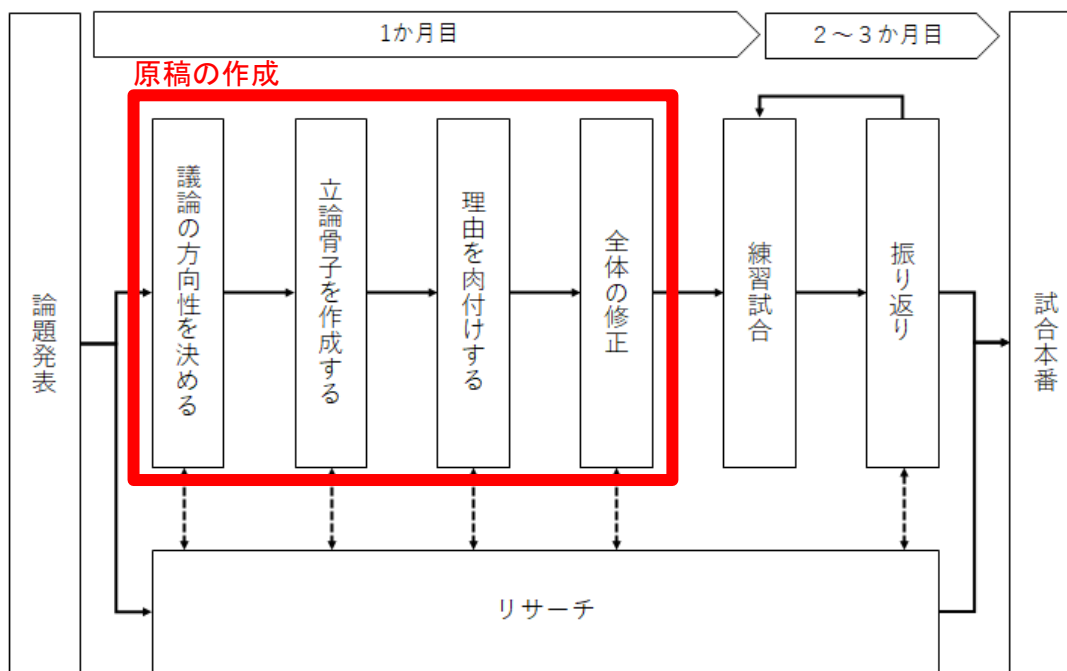 1か月目
2～3か月目
原稿の作成
論題発表
議論の方向性を決める
立論骨子を作成する
理由を肉付けする
全体の修正
練習試合
振り返り
試合本番
リサーチ